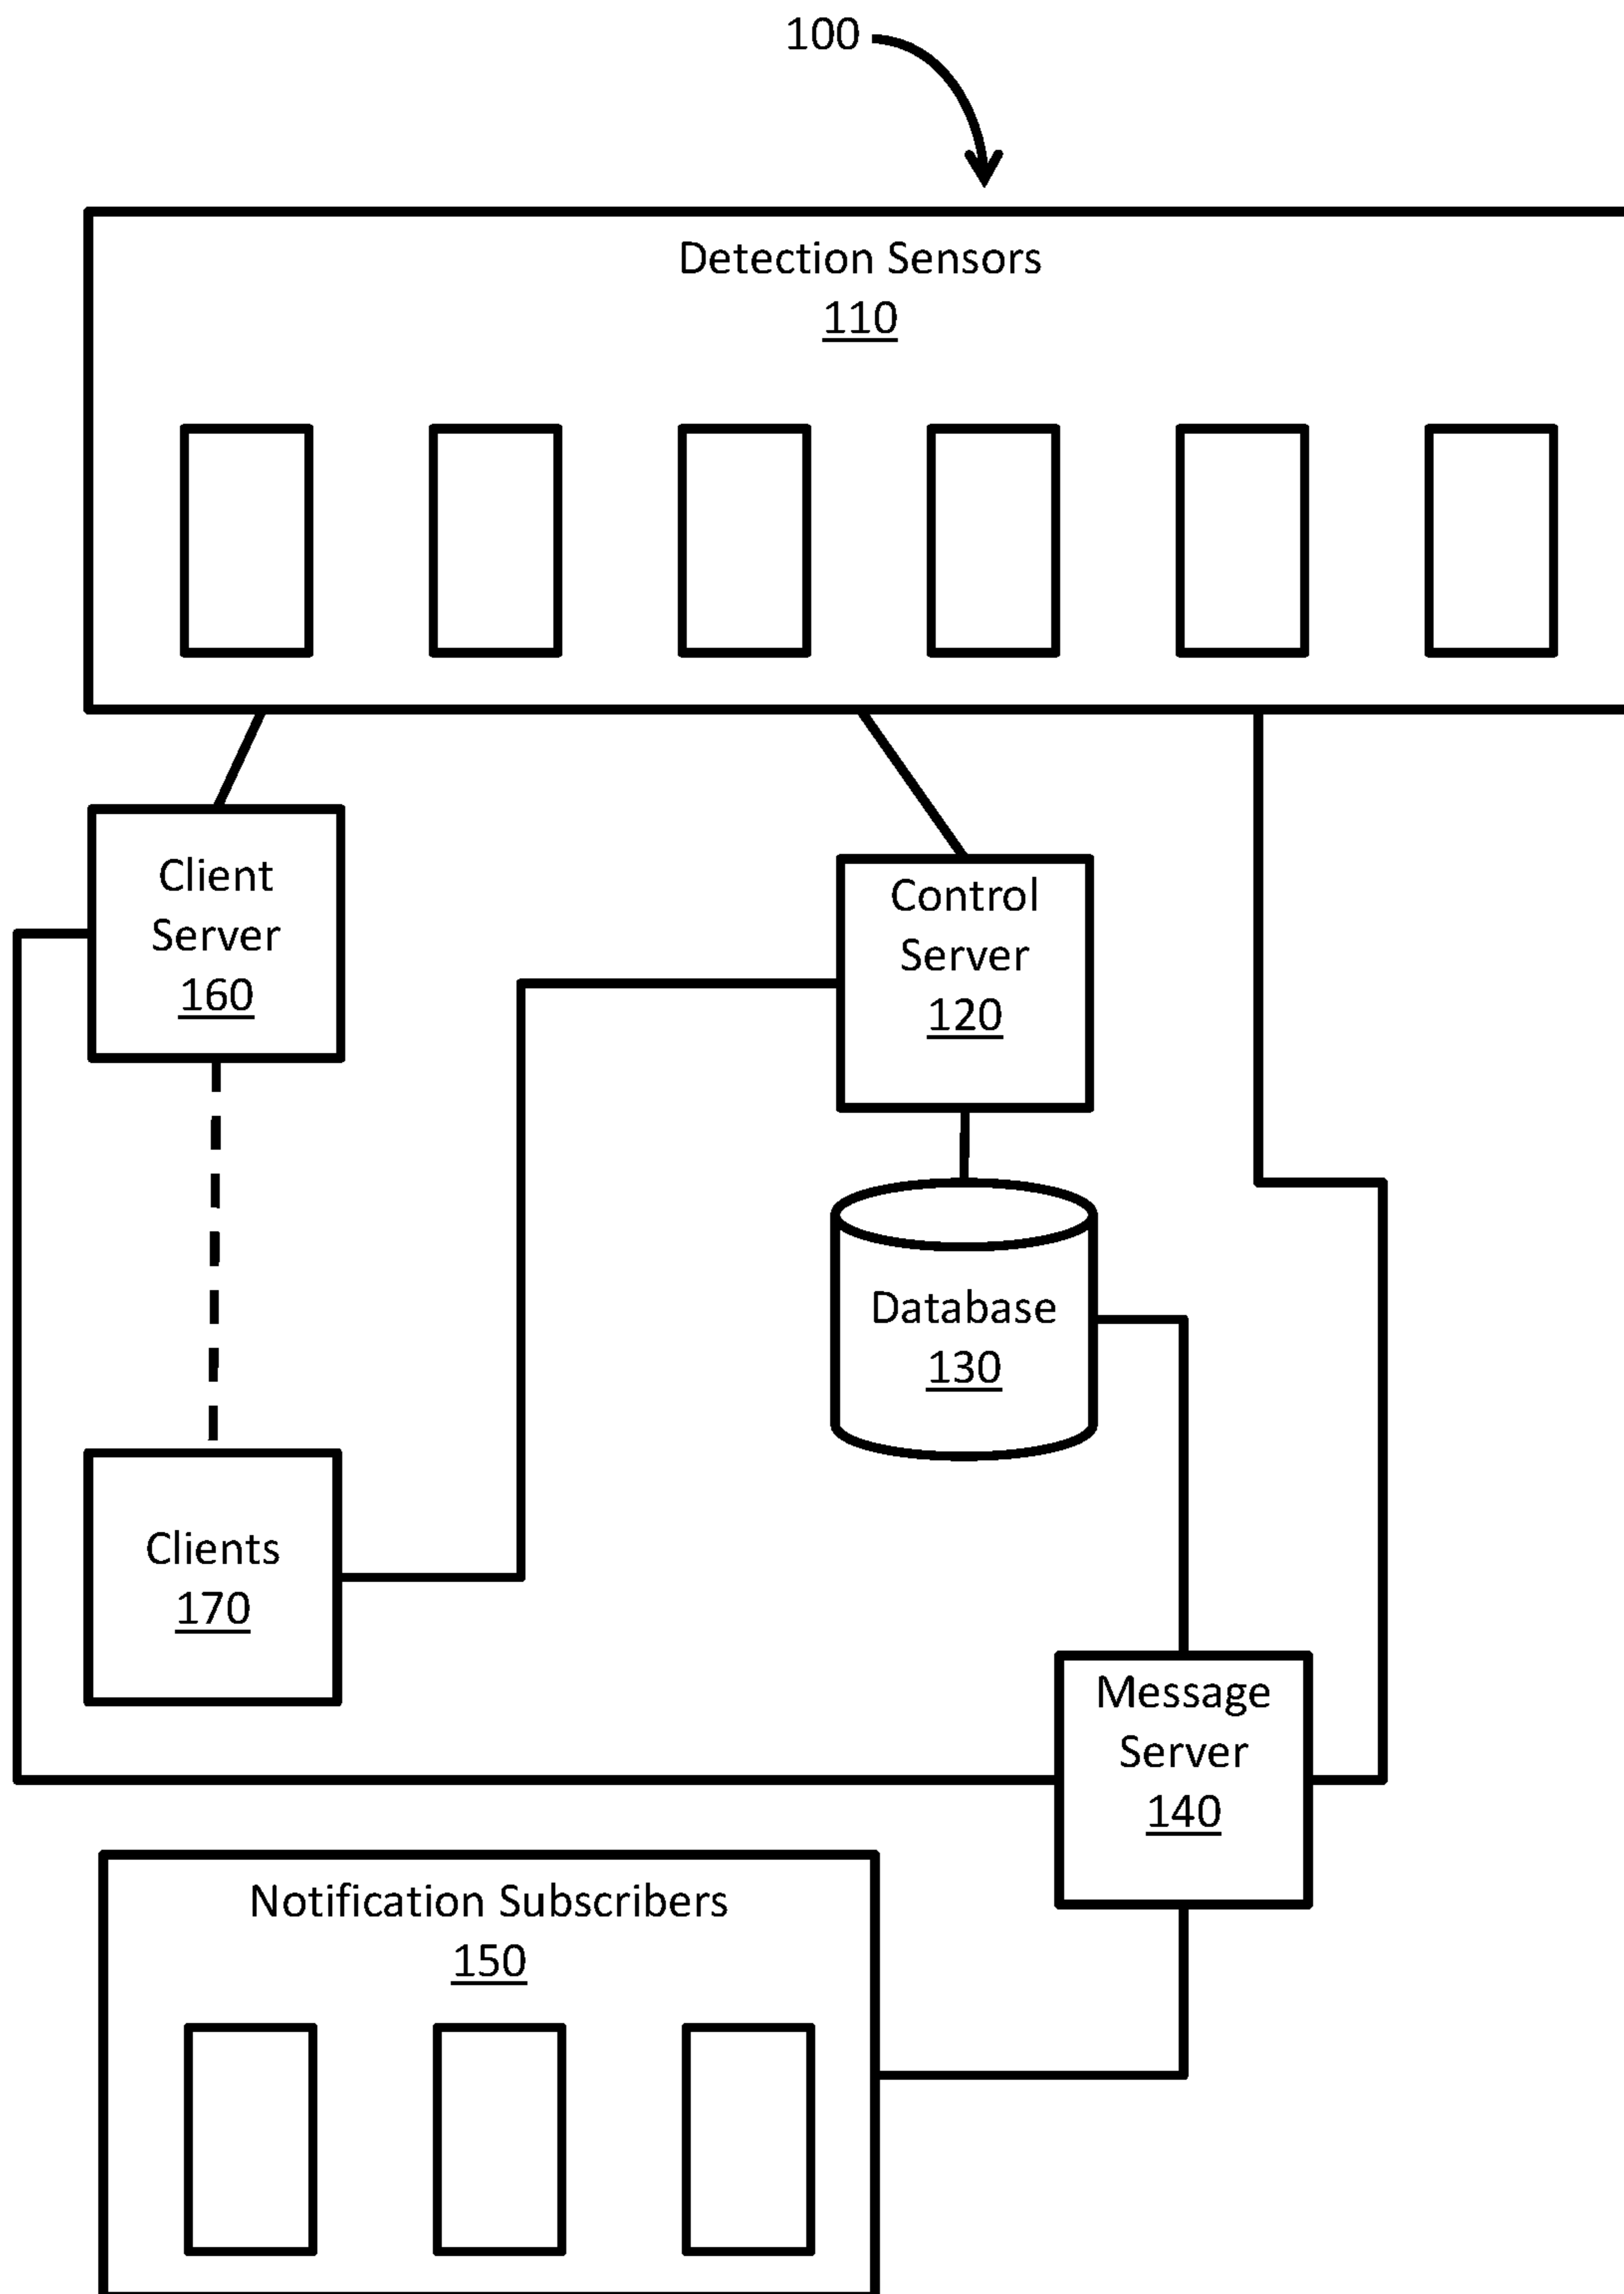 100
Detection Sensors
110
Client
Server
160
Control
Server
120
Database
130
Clients
170
Message
Server
140
Notification Subscribers
150